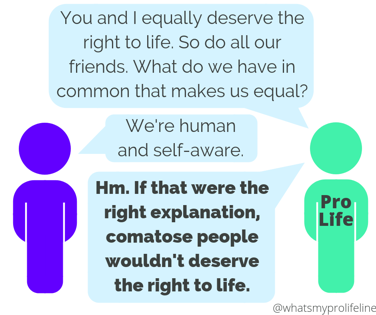 You and I equally deserve the
right to life. So do all our
friends. What do we have in
common that makes us equal?
We're human
and self-aware.
Hm. If that were the
right explanation,
comatose people
wouldn't deserve
the right to life.
Pro
Life
@whatsmyprolifeline